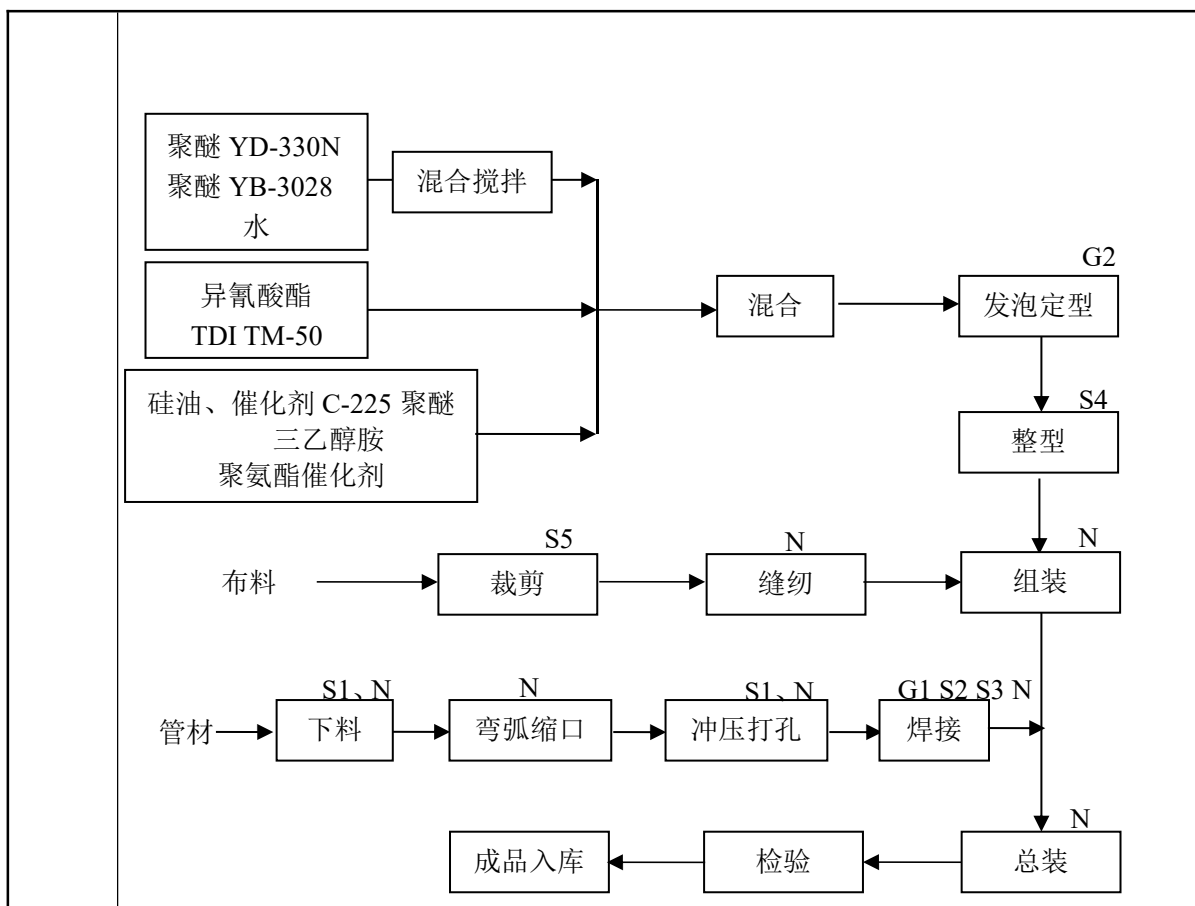 聚醚 YD-330N
聚醚 YB-3028
水
混合搅拌
异氰酸酯
TDI TM-50
硅油、催化剂 C-225 聚醚
三乙醇胺
聚氨酯催化剂
混合
G2
发泡定型
S4
整型
布料
S5
裁剪
N
缝纫
N
组装
管材
S1、N
下料
N
弯弧缩口
S1、N
冲压打孔
G1 S2 S3 N
焊接
N
总装
检验
成品入库